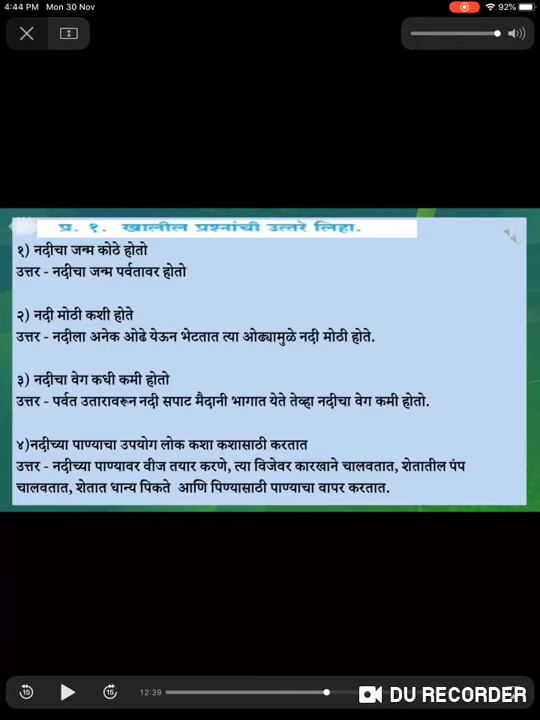 4:44 PM Mon 30 Nov
92%
प्र. १. खालील प्रश्नांची उत्तरे लिहा.
१) नदीचा जन्म कोठे होतो
उत्तर - नदीचा जन्म पर्वतावर होतो
२) नदी मोठी कशी होते
उत्तर - नदीला अनेक ओढे येऊन भेटतात त्या ओढ्यामुळे नदी मोठी होते.
३) नदीचा वेग कधी कमी होतो
उत्तर - पर्वत उतारावरून नदी सपाट मैदानी भागात येते तेव्हा नदीचा वेग कमी होतो.
४)नदीच्या पाण्याचा उपयोग लोक कशा कशासाठी करतात
उत्तर - नदीच्या पाण्यावर वीज तयार करणे, त्या विजेवर कारखाने चालवतात, शेतातील पंप
चालवतात, शेतात धान्य पिकते आणि पिण्यासाठी पाण्याचा वापर करतात.
15
15
12:39
DU RECORDER